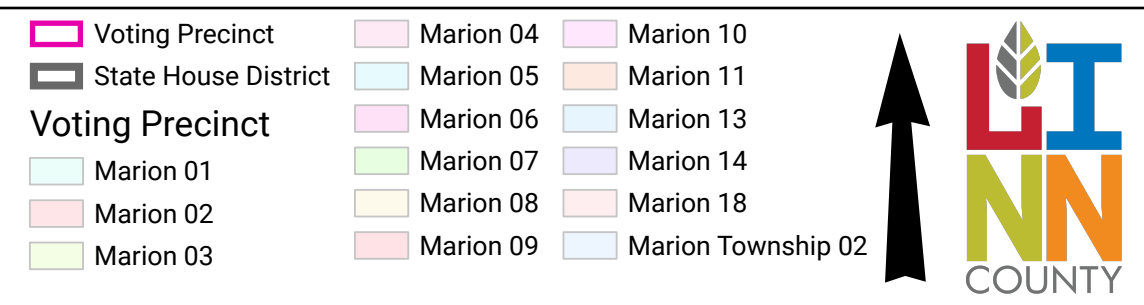 Voting Precinct
State House District
Voting Precinct
Marion 01
Marion 02
Marion 03
Marion 04
Marion 05
Marion 06
Marion 07
Marion 08
Marion 09
Marion 10
Marion 11
Marion 13
Marion 14
Marion 18
Marion Township 02
LINN
COUNTY